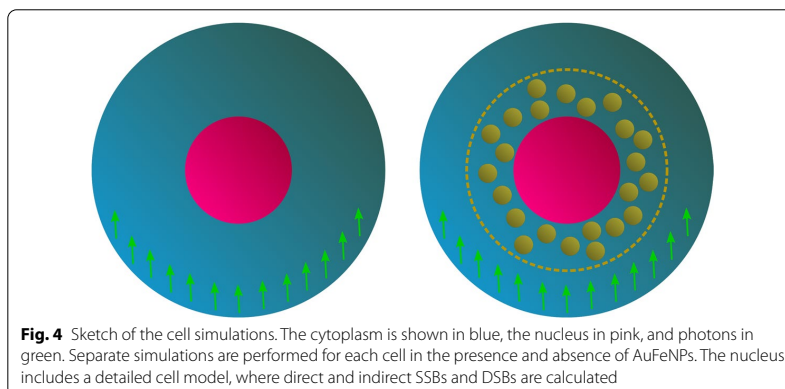 Fig. 4 Sketch of the cell simulations. The cytoplasm is shown in blue, the nucleus in pink, and photons in
green. Separate simulations are performed for each cell in the presence and absence of AuFeNPs. The nucleus
includes a detailed cell model, where direct and indirect SSBs and DSBs are calculated